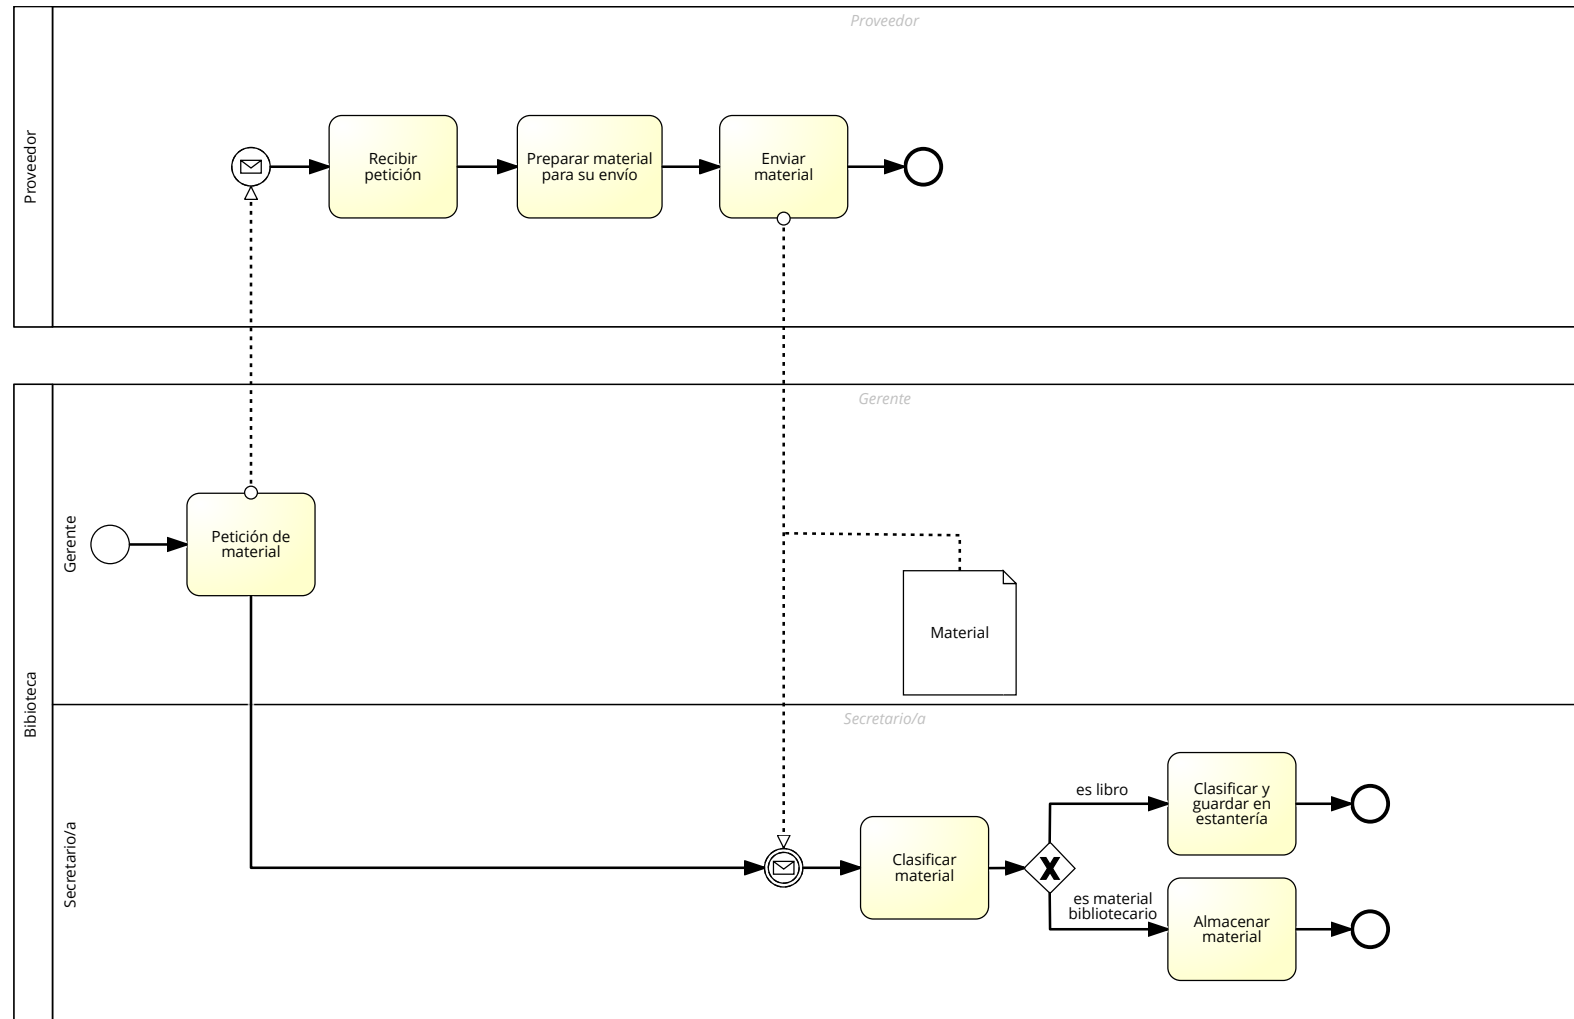 Proveedor
Proveedor
Recibir
petición
Preparar material
para su envío
Enviar
material
Bibioteca
Gerente
Gerente
Petición de
material
Material
Secretario/a
Secretario/a
Clasificar
material
es libro
Clasificar y
guardar en
estantería
es material
bibliotecario
Almacenar
material